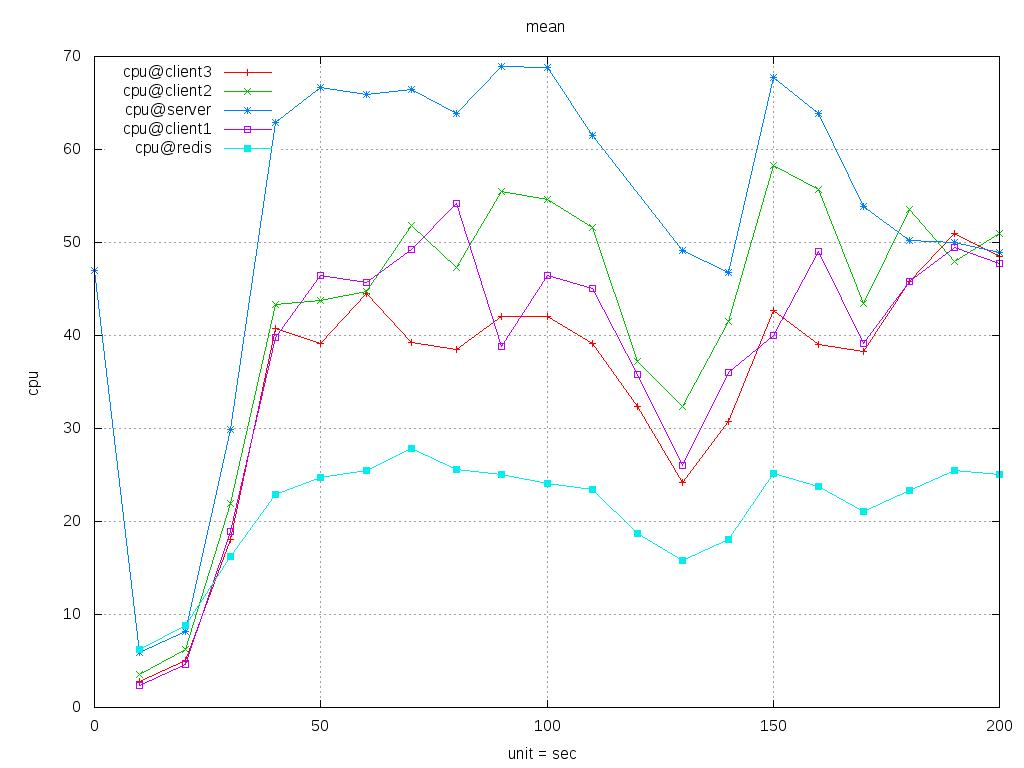 mean
70
60
50
40
30
20
10
0
cpu
cpu@client3
cpu@client2
cpu@server
cpu@client1
cpu@redis
0 50 100 150 200
unit = sec